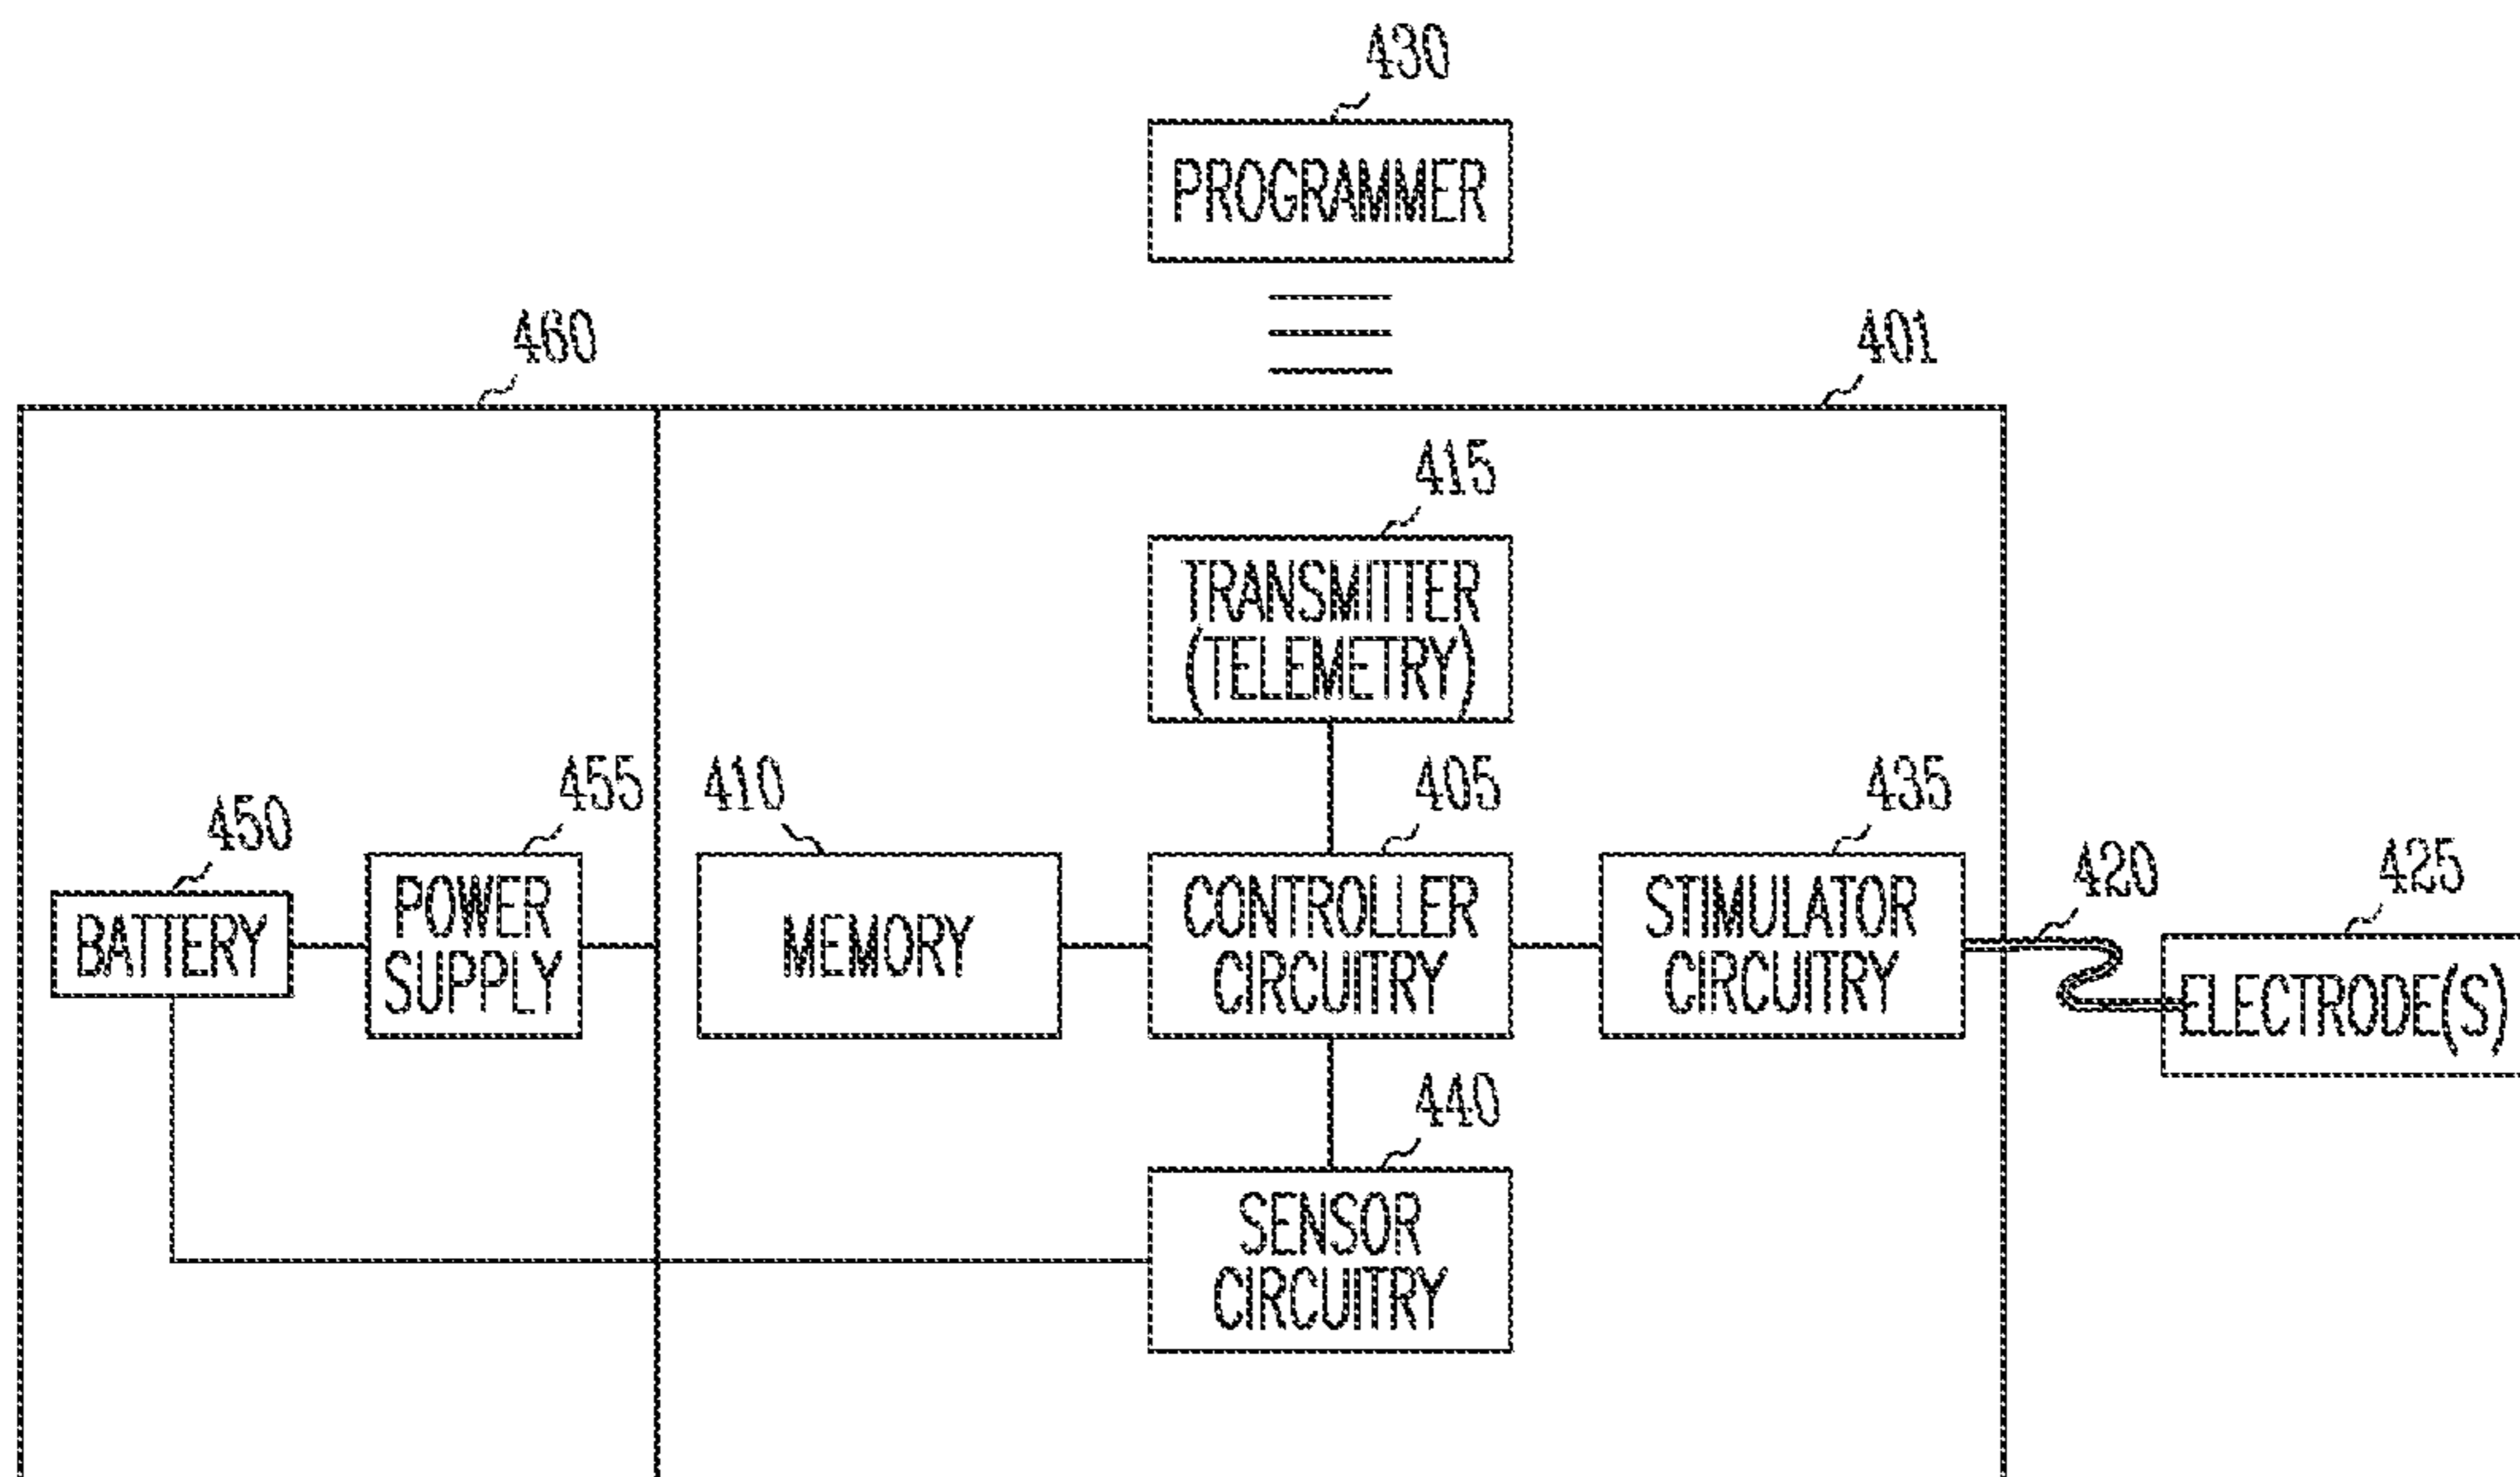 430
PROGRAMMER
460
401
415
TRANSMITTER
(TELEMETRY)
450
BATTERY
455
POWER
SUPPLY
410
MEMORY
405
CONTROLLER
CIRCUITRY
435
STIMULATOR
CIRCUITRY
420
425
ELECTRODE(S)
440
SENSOR
CIRCUITRY